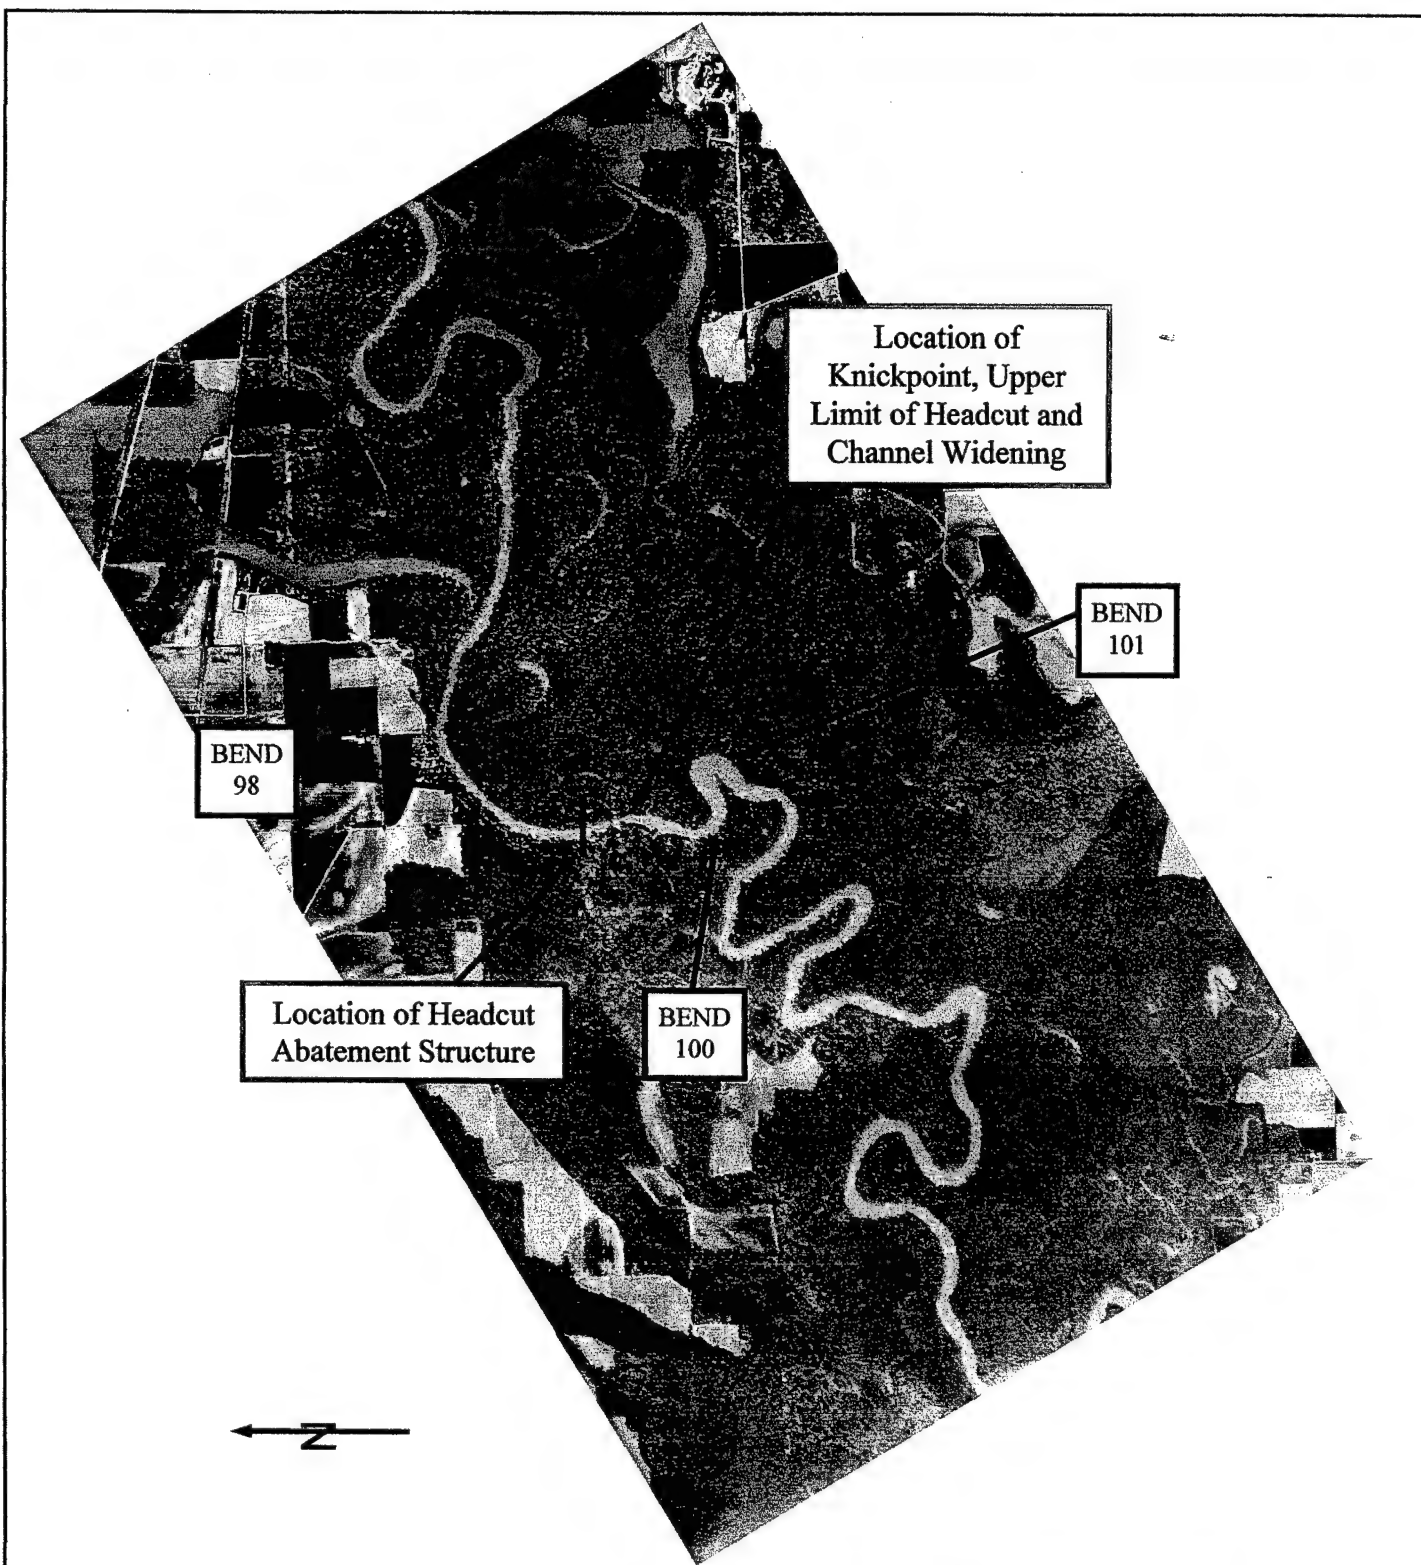 Location of
Knickpoint, Upper
Limit of Headcut and
Channel Widening
BEND
101
BEND
98
Location of Headcut
Abatement Structure
BEND
100
N